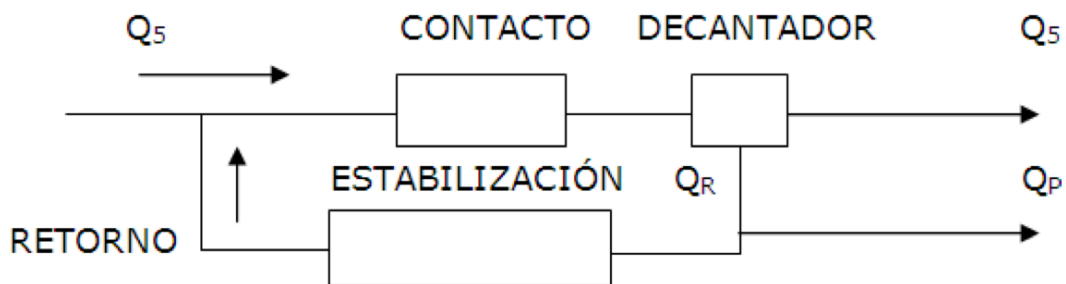 Q5 CONTACTO DECANTADOR Q5
ESTABILIZACIÓN QR QP
RETORNO